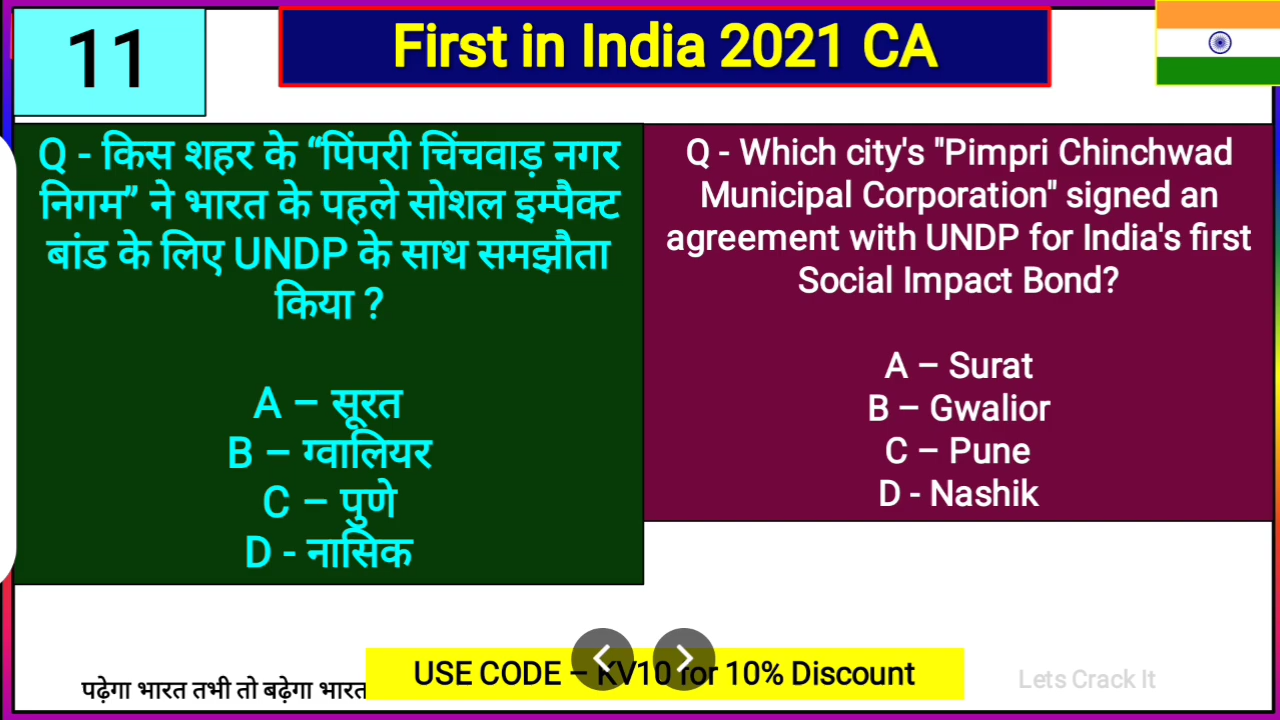 11
First in India 2021 CA
Q - किस शहर के “पिंपरी चिंचवाड़ नगर
निगम” ने भारत के पहले सोशल इम्पैक्ट
बांड के लिए UNDP के साथ समझौता
किया ?
A – सूरत
B – ग्वालियर
C – पुणे
D - नासिक
Q - Which city's "Pimpri Chinchwad
Municipal Corporation" signed an
agreement with UNDP for India's first
Social Impact Bond?
A – Surat
B – Gwalior
C – Pune
D - Nashik
पढ़ेगा भारत तभी तो बढ़ेगा भारत
USE CODE – KV10 for 10% Discount
Lets Crack It